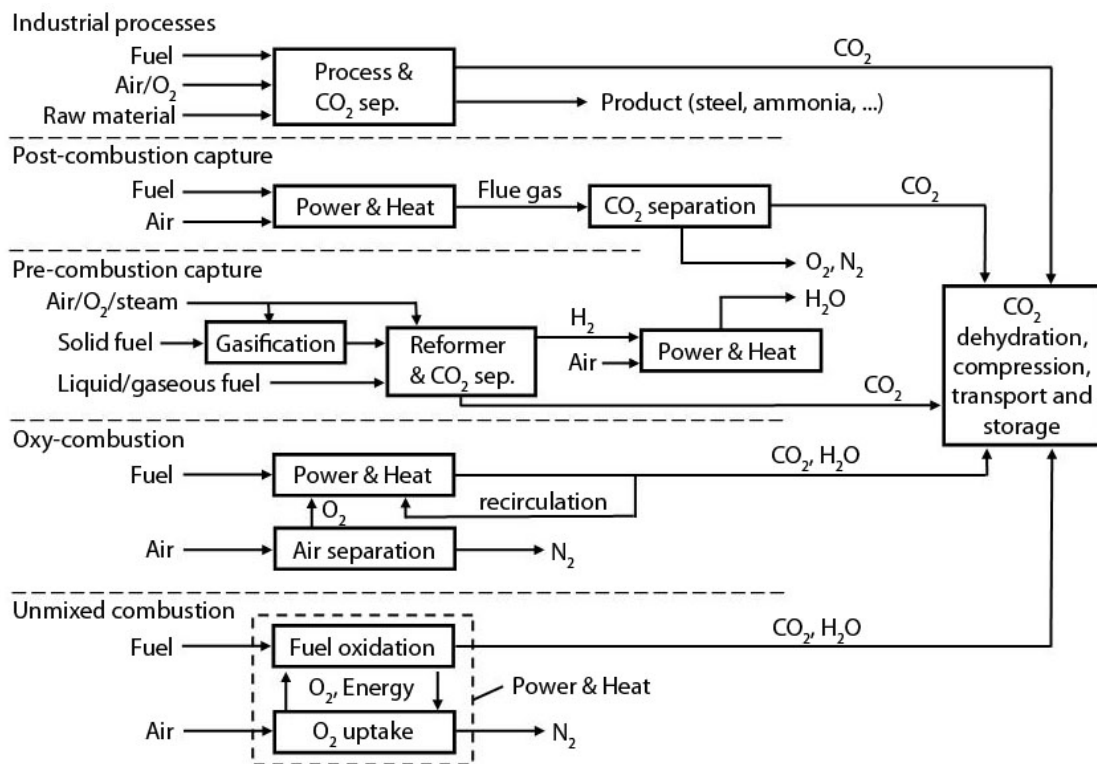 Industrial processes
Fuel
Air/O₂
Raw material
Process &
CO₂ sep.
CO₂
Product (steel, ammonia, ...)
Post-combustion capture
Fuel
Air
Power & Heat
Flue gas
CO₂ separation
CO₂
O₂, N₂
Pre-combustion capture
Air/O₂/steam
Solid fuel
Gasification
Liquid/gaseous fuel
Reformer
& CO₂ sep.
H₂
Air
Power & Heat
H₂O
CO₂
CO₂
dehydration,
compression,
transport and
storage
Oxy-combustion
Fuel
Power & Heat
CO₂, H₂O
recirculation
O₂
Air
Air separation
N₂
Unmixed combustion
Fuel
Fuel oxidation
CO₂, H₂O
O₂, Energy
Power & Heat
Air
O₂ uptake
N₂